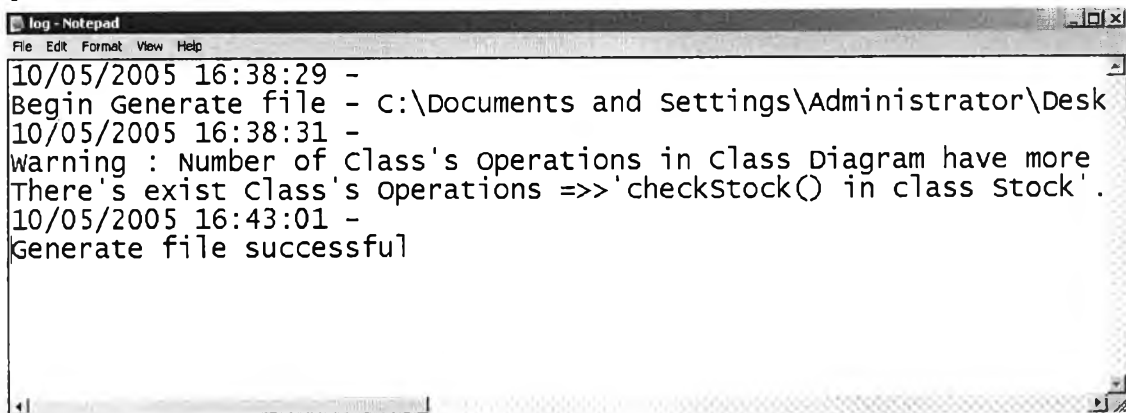 log - Notepad
File Edit Format View Help
10/05/2005 16:38:29 -
Begin Generate file - C:\Documents and Settings\Administrator\Desk
10/05/2005 16:38:31 -
Warning : Number of Class's Operations in Class Diagram have more
There's exist Class's Operations =>>'checkStock() in class Stock'.
10/05/2005 16:43:01 -
Generate file successful